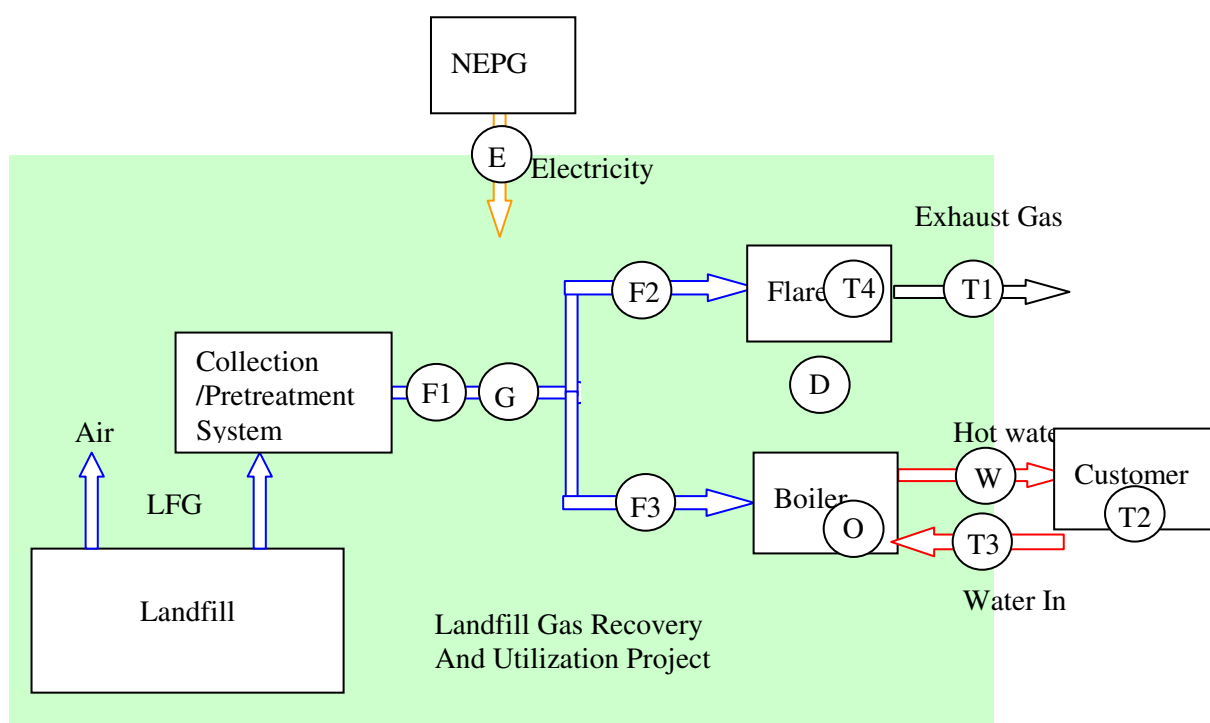 NEPG
E
Electricity
Exhaust Gas
F2
Flare
T4
T1
Collection
/Pretreatment
System
F1
G
D
Air
Hot water
LFG
F3
Boiler
O
W
Customer
T2
T3
Landfill
Water In
Landfill Gas Recovery
And Utilization Project